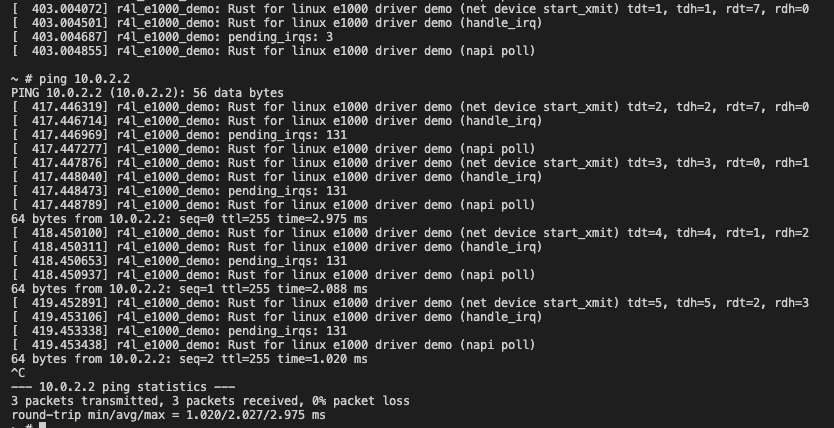 [  403.004072] r4l_e1000_demo: Rust for linux e1000 driver demo (net device start_xmit) tdt=1, tdh=1, rdt=7, rdh=0
[  403.004501] r4l_e1000_demo: Rust for linux e1000 driver demo (handle_irq)
[  403.004687] r4l_e1000_demo: pending_irqs: 3
[  403.004855] r4l_e1000_demo: Rust for linux e1000 driver demo (napi poll)
~ # ping 10.0.2.2
PING 10.0.2.2 (10.0.2.2): 56 data bytes
[  417.446319] r4l_e1000_demo: Rust for linux e1000 driver demo (net device start_xmit) tdt=2, tdh=2, rdt=7, rdh=0
[  417.446714] r4l_e1000_demo: Rust for linux e1000 driver demo (handle_irq)
[  417.446969] r4l_e1000_demo: pending_irqs: 131
[  417.447277] r4l_e1000_demo: Rust for linux e1000 driver demo (napi poll)
[  417.447876] r4l_e1000_demo: Rust for linux e1000 driver demo (net device start_xmit) tdt=3, tdh=3, rdt=0, rdh=1
[  417.448040] r4l_e1000_demo: Rust for linux e1000 driver demo (handle_irq)
[  417.448473] r4l_e1000_demo: pending_irqs: 131
[  417.448789] r4l_e1000_demo: Rust for linux e1000 driver demo (napi poll)
64 bytes from 10.0.2.2: seq=0 ttl=255 time=2.975 ms
[  418.450100] r4l_e1000_demo: Rust for linux e1000 driver demo (net device start_xmit) tdt=4, tdh=4, rdt=1, rdh=2
[  418.450311] r4l_e1000_demo: Rust for linux e1000 driver demo (handle_irq)
[  418.450653] r4l_e1000_demo: pending_irqs: 131
[  418.450937] r4l_e1000_demo: Rust for linux e1000 driver demo (napi poll)
64 bytes from 10.0.2.2: seq=1 ttl=255 time=2.088 ms
[  419.452891] r4l_e1000_demo: Rust for linux e1000 driver demo (net device start_xmit) tdt=5, tdh=5, rdt=2, rdh=3
[  419.453106] r4l_e1000_demo: Rust for linux e1000 driver demo (handle_irq)
[  419.453338] r4l_e1000_demo: pending_irqs: 131
[  419.453438] r4l_e1000_demo: Rust for linux e1000 driver demo (napi poll)
64 bytes from 10.0.2.2: seq=2 ttl=255 time=1.020 ms
^C
--- 10.0.2.2 ping statistics ---
3 packets transmitted, 3 packets received, 0% packet loss
round-trip min/avg/max = 1.020/2.027/2.975 ms
~ #